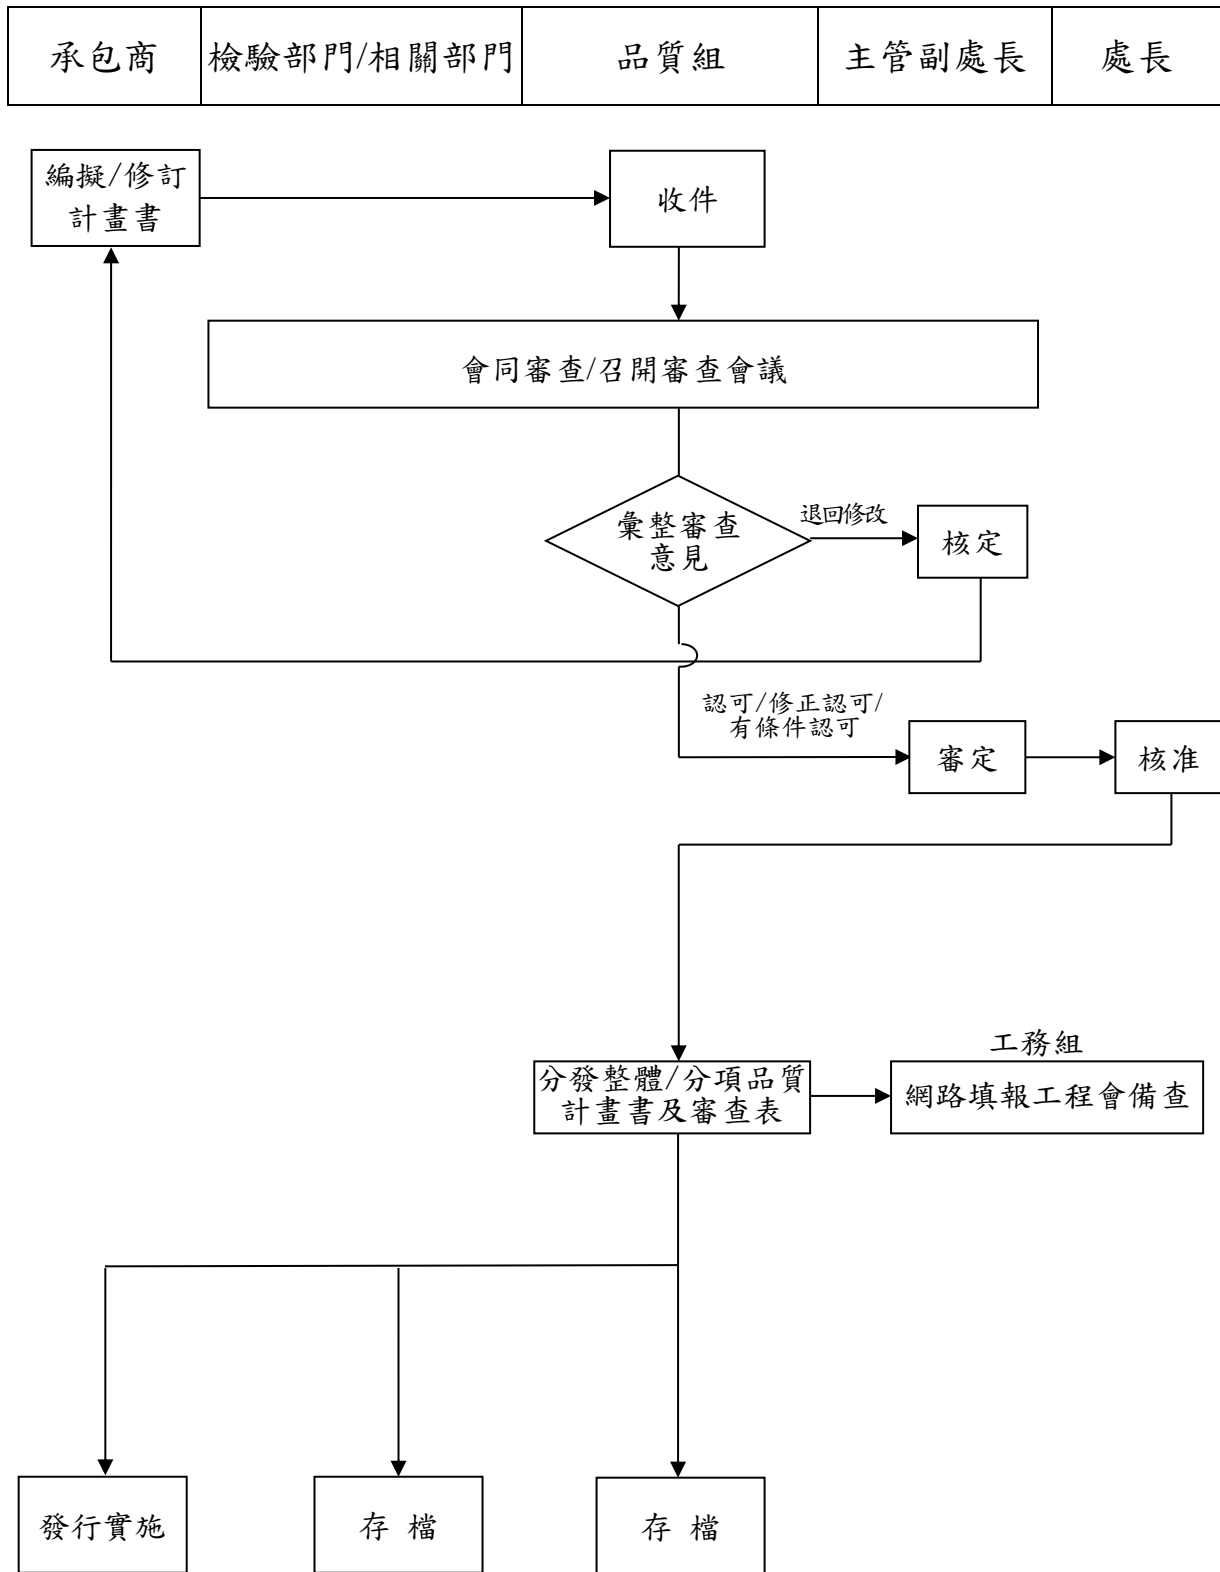 承包商
檢驗部門/相關部門
品質組
主管副處長
處長
編擬/修訂
計畫書
收件
會同審查/召開審查會議
彙整審查
意見
退回修改
核定
認可/修正認可/
有條件認可
審定
核准
工務組
分發整體/分項品質
計畫書及審查表
網路填報工程會備查
發行實施
存 檔
存 檔